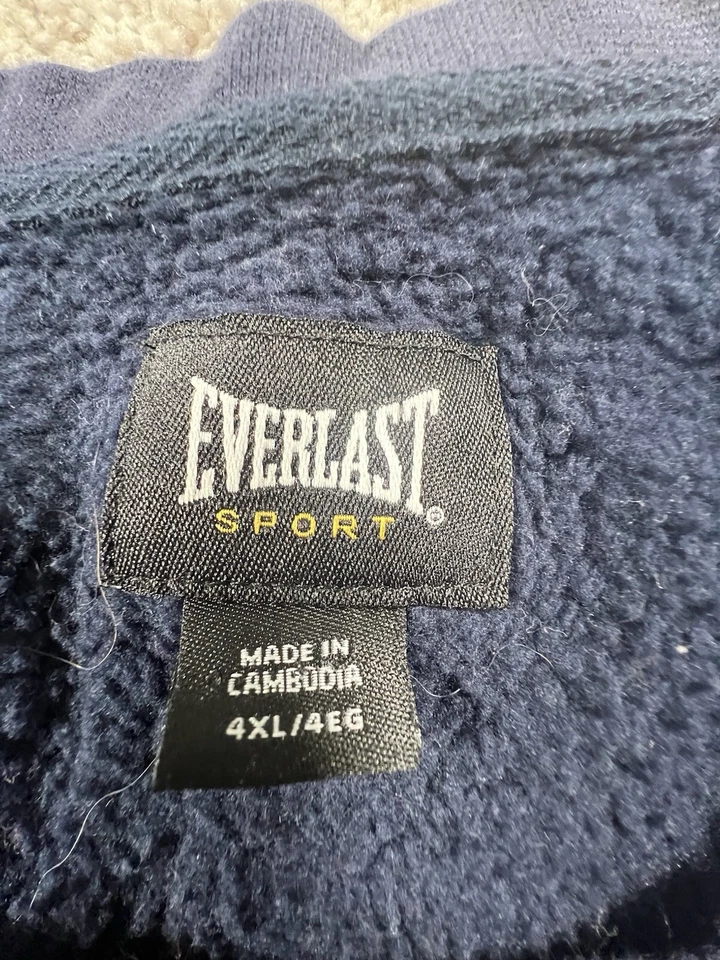 EVERLAST
SPORT®
MADE IN
CAMBODIA
4XL/4EG